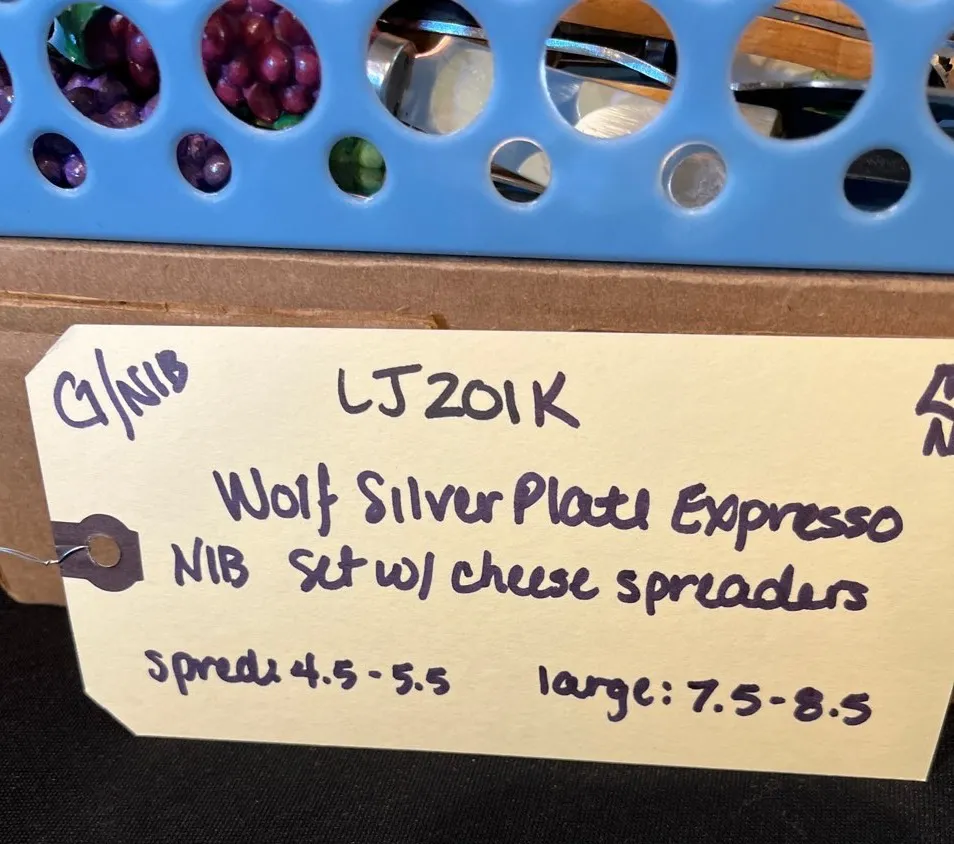 G/NIB
LJ201K
Wolf Silver Plate Expresso
NIB Set w/ cheese spreaders
spred: 4.5-5.5
large: 7.5-8.5